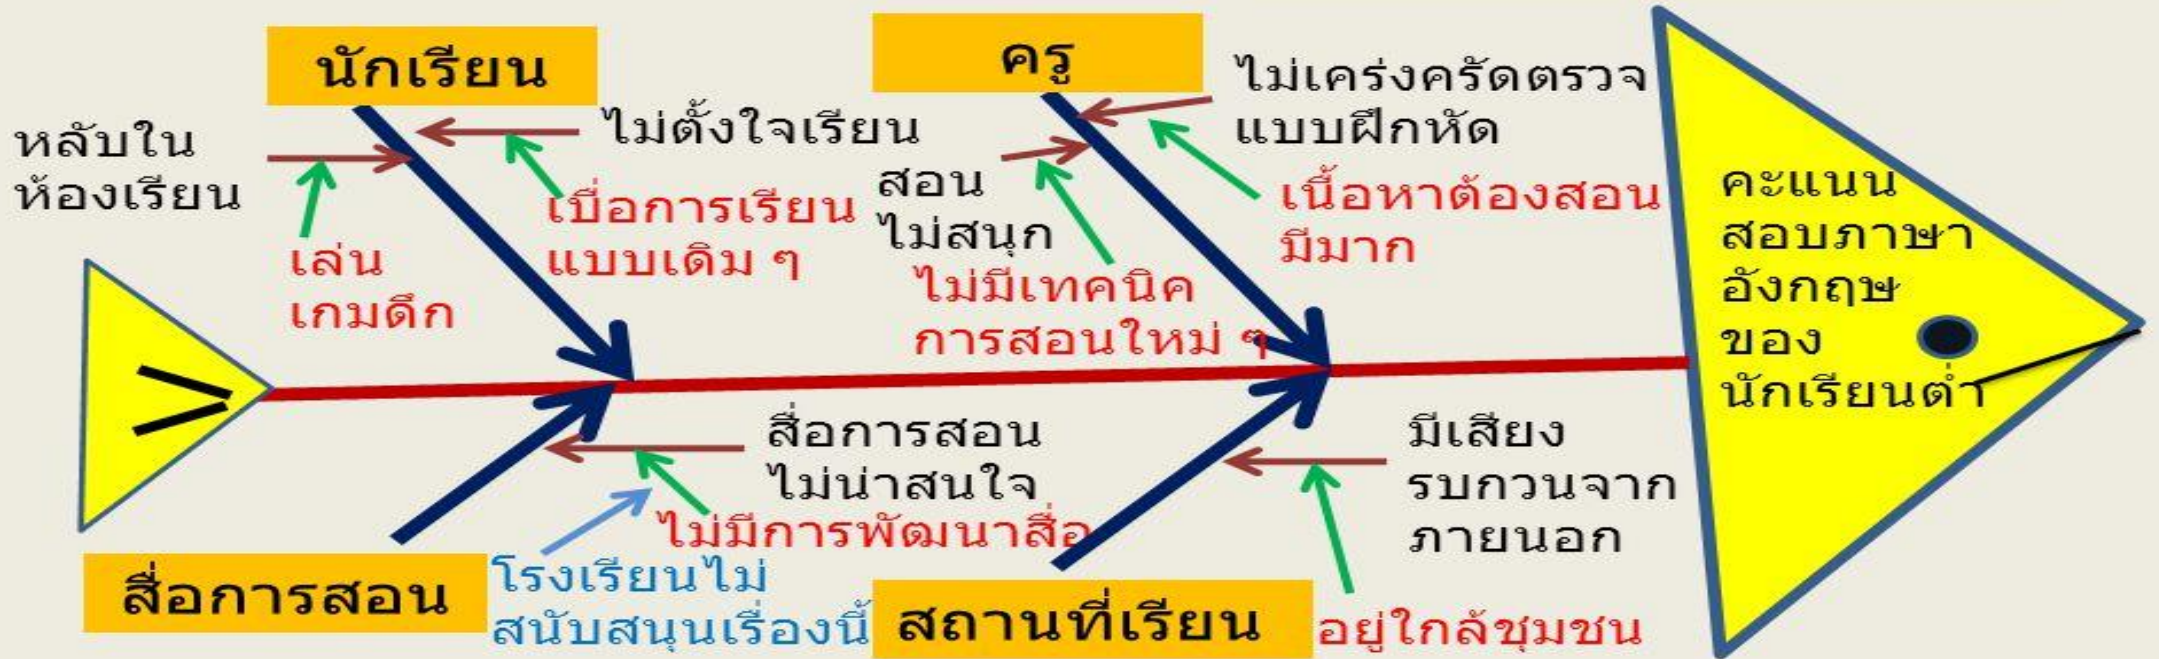 นักเรียน
ครู
ไม่เคร่งครัดตรวจ
แบบฝึกหัด
หลับใน
ห้องเรียน
ไม่ตั้งใจเรียน
สอน
ไม่สนุก
เนื้อหาต้องสอน
มีมาก
เบื่อการเรียน
แบบเดิม ๆ
เล่น
เกมดึก
ไม่มีเทคนิค
การสอนใหม่ ๆ
คะแนน
สอบภาษา
อังกฤษ
ของ
นักเรียนต่ำ
สื่อการสอน
ไม่น่าสนใจ
มีเสียง
รบกวนจาก
ภายนอก
ไม่มีการพัฒนาสื่อ
สื่อการสอน
โรงเรียนไม่
สนับสนุนเรื่องนี้
สถานที่เรียน
อยู่ใกล้ชุมชน